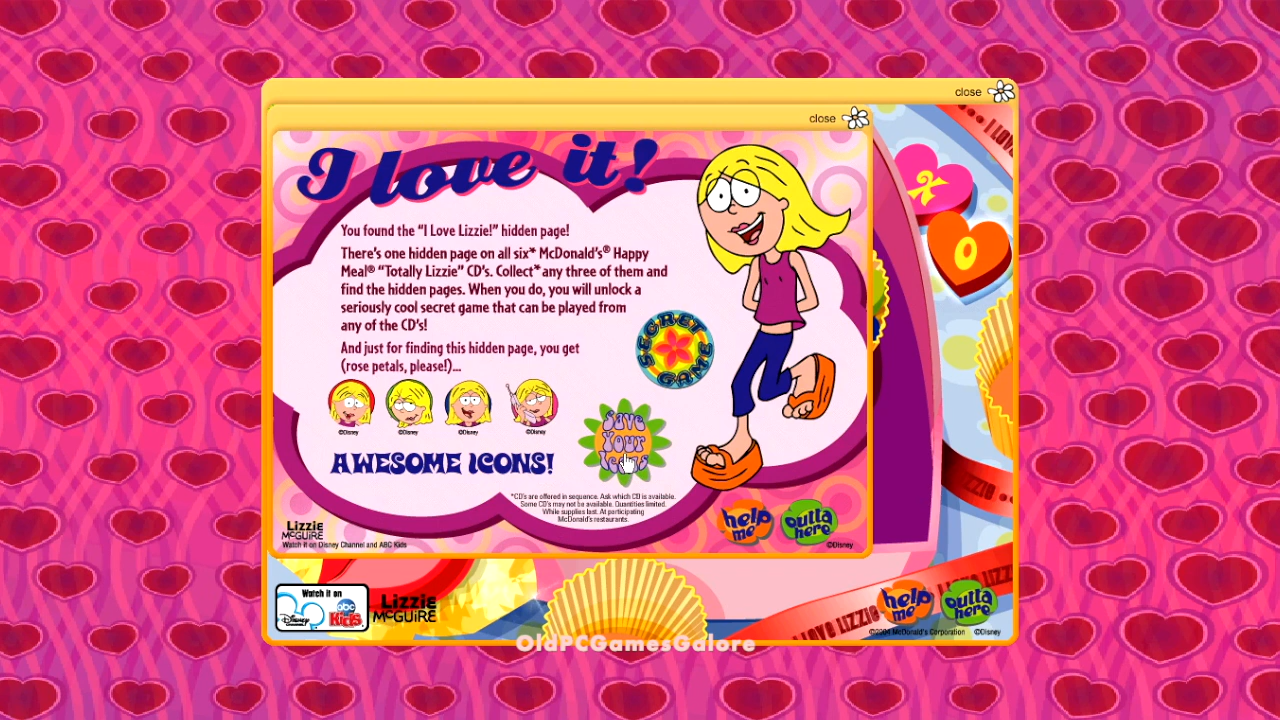 close
close
I LOVE
X
O
I love it!
You found the “I Love Lizzie!” hidden page!
There's one hidden page on all six* McDonald's® Happy
Meal® “Totally Lizzie” CD's. Collect* any three of them and
find the hidden pages. When you do, you will unlock a
seriously cool secret game that can be played from
any of the CD's!
And just for finding this hidden page, you get
(rose petals, please!)...
SECRET
GAME
©Disney
©Disney
©Disney
©Disney
AWESOME ICONS!
Save
Your
Icons
*CD's are offered in sequence. Ask which CD is available.
Some CD's may not be available. Quantities limited.
While supplies last. At participating
McDonald's restaurants.
Lizzie
McGUiRE
Watch it on Disney Channel and ABC Kids
help
me
outta
here
©Disney
Watch it on
Disney
CHANNEL
abc
Kids
Lizzie
McGUiRE
I LOVE LIZZIE
help
me
outta
here
©2004 McDonald's Corporation ©Disney
OldPCGamesGalore